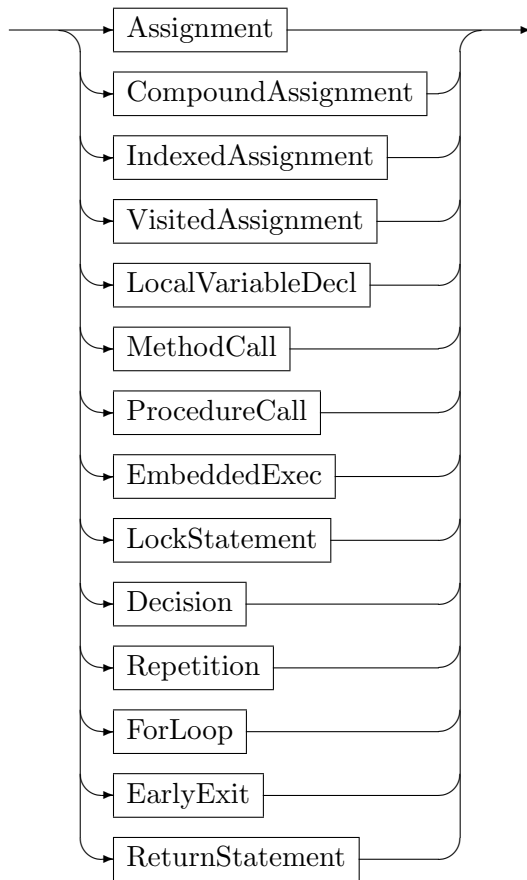 Assignment
CompoundAssignment
IndexedAssignment
VisitedAssignment
LocalVariableDecl
MethodCall
ProcedureCall
EmbeddedExec
LockStatement
Decision
Repetition
ForLoop
EarlyExit
ReturnStatement